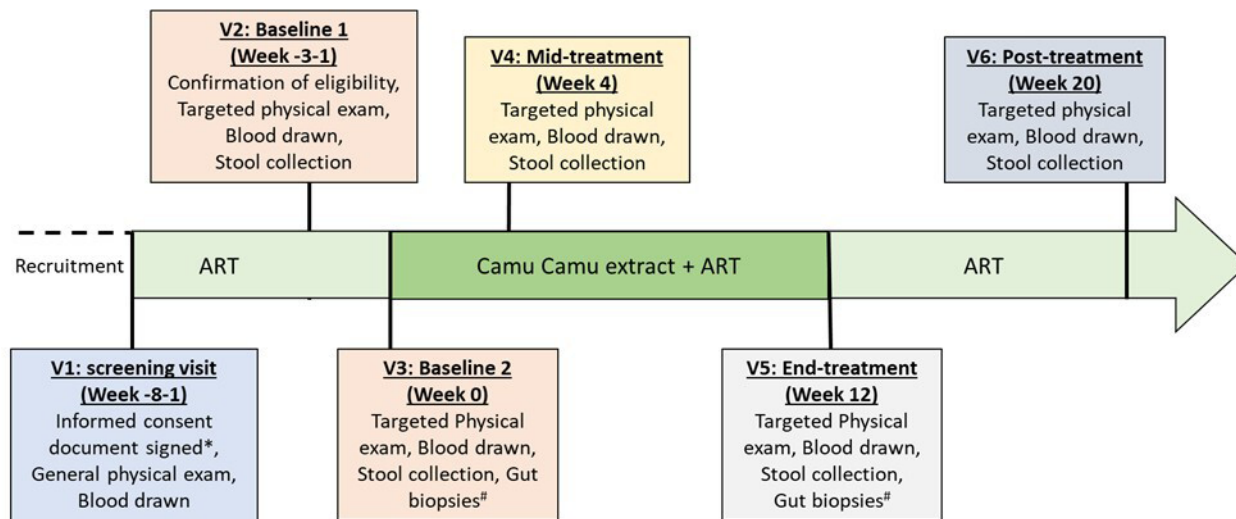 V2: Baseline 1
(Week -3-1)
Confirmation of eligibility,
Targeted physical exam,
Blood drawn,
Stool collection
V4: Mid-treatment
(Week 4)
Targeted physical
exam, Blood drawn,
Stool collection
V6: Post-treatment
(Week 20)
Targeted physical
exam, Blood drawn,
Stool collection
Recruitment
ART
Camu Camu extract + ART
ART
V1: screening visit
(Week -8-1)
Informed consent
document signed*,
General physical exam,
Blood drawn
V3: Baseline 2
(Week 0)
Targeted Physical
exam, Blood drawn,
Stool collection, Gut
biopsies#
V5: End-treatment
(Week 12)
Targeted Physical
exam, Blood drawn,
Stool collection,
Gut biopsies#